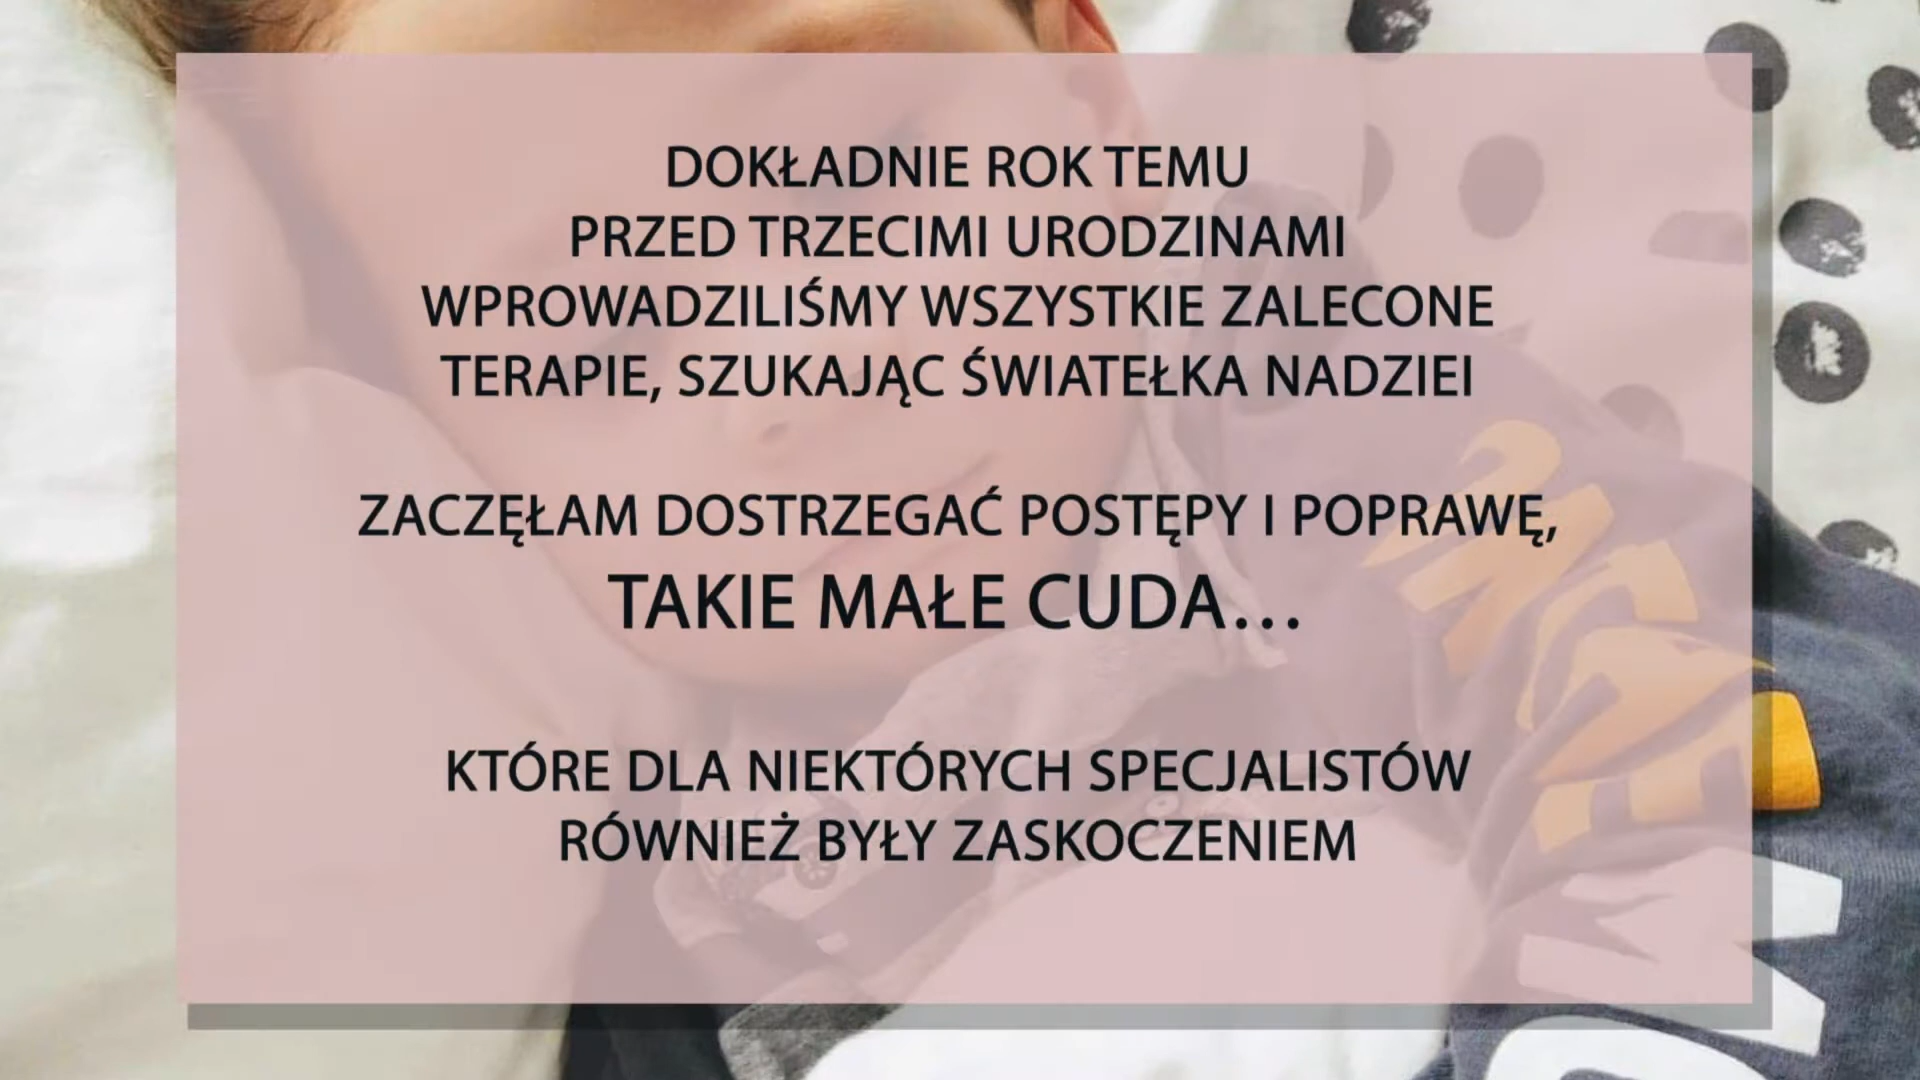 DOKŁADNIE ROK TEMU
PRZED TRZECIMI URODZINAMI
WPROWADZILIŚMY WSZYSTKIE ZALECONE
TERAPIE, SZUKAJĄC ŚWIATEŁKA NADZIEI
ZACZĘŁAM DOSTRZEGAĆ POSTĘPY I POPRAWĘ,
TAKIE MAŁE CUDA...
KTÓRE DLA NIEKTÓRYCH SPECJALISTÓW
RÓWNIEŻ BYŁY ZASKOCZENIEM